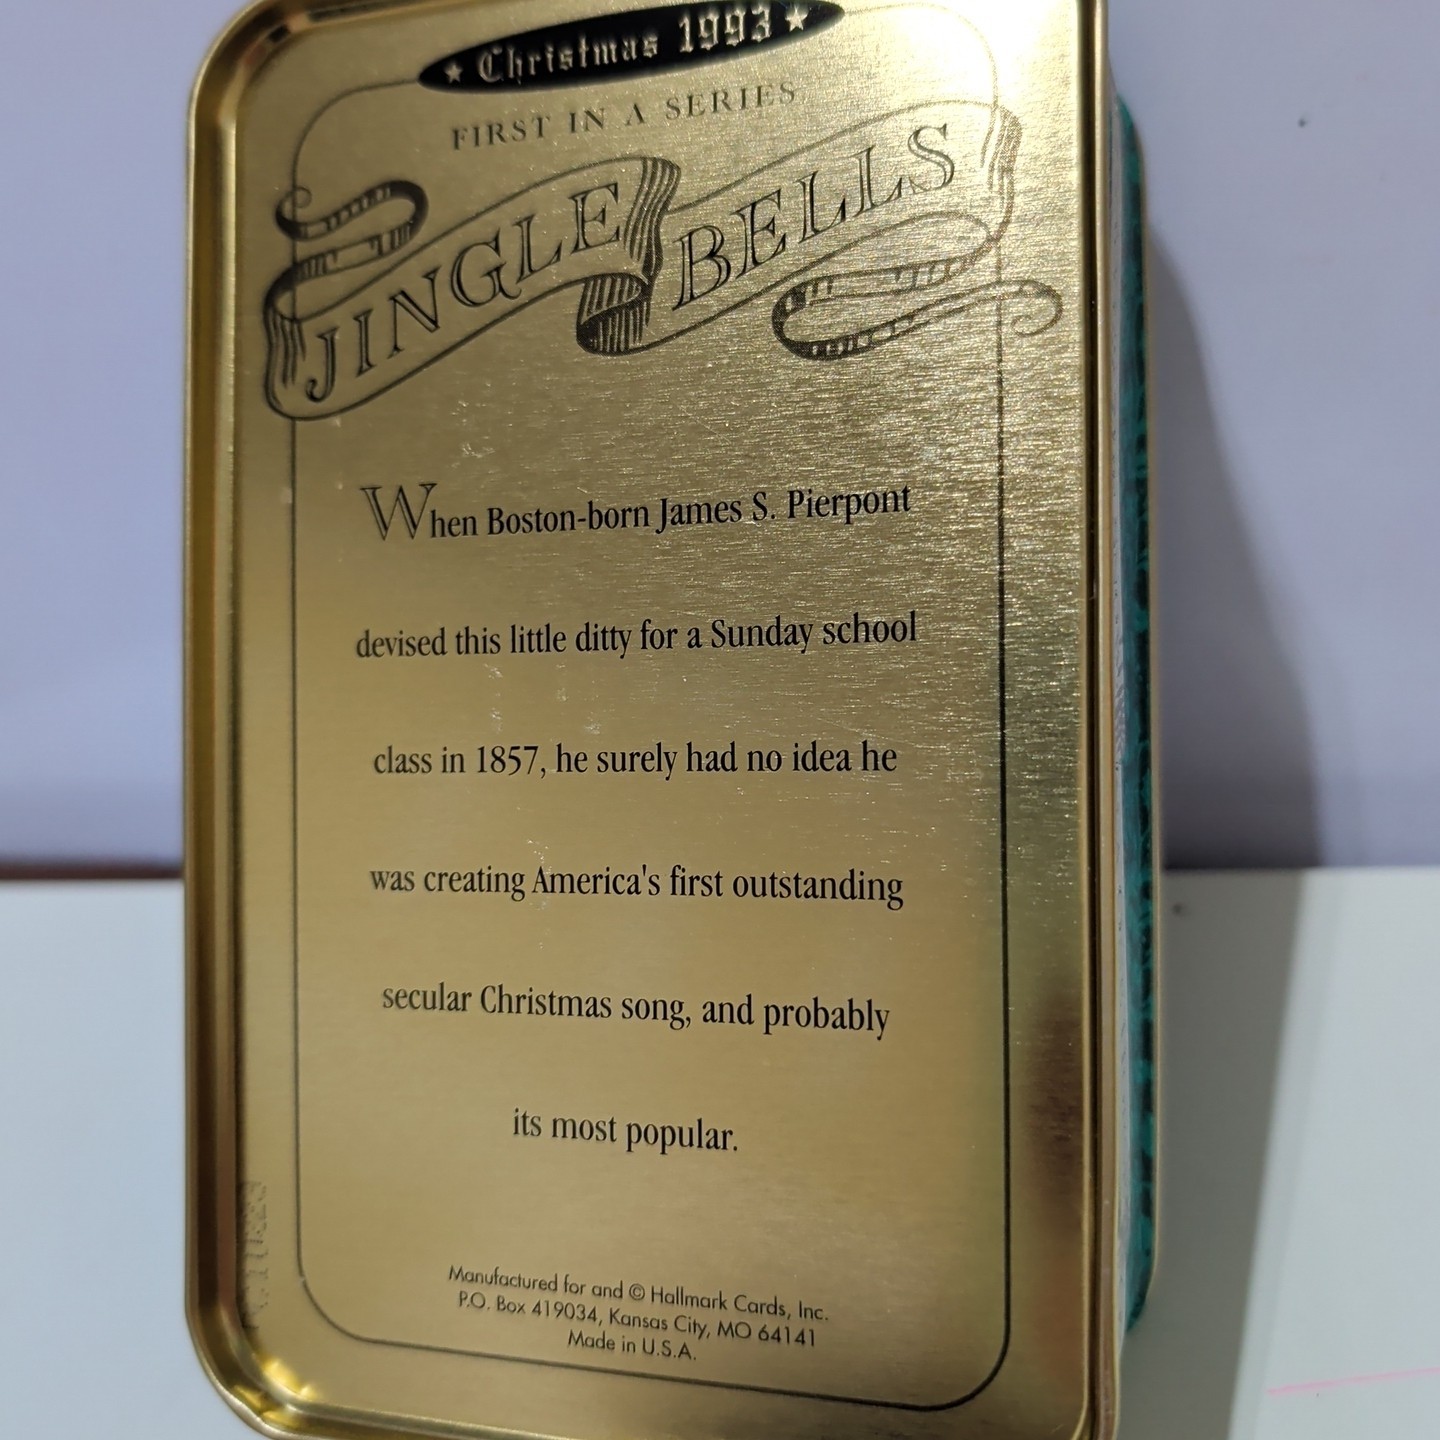 ★ Christmas 1993 ★
FIRST IN A SERIES
JINGLE BELLS
When Boston-born James S. Pierpont
devised this little ditty for a Sunday school
class in 1857, he surely had no idea he
was creating America's first outstanding
secular Christmas song, and probably
its most popular.
Manufactured for and © Hallmark Cards, Inc.
P.O. Box 419034, Kansas City, MO 64141
Made in U.S.A.